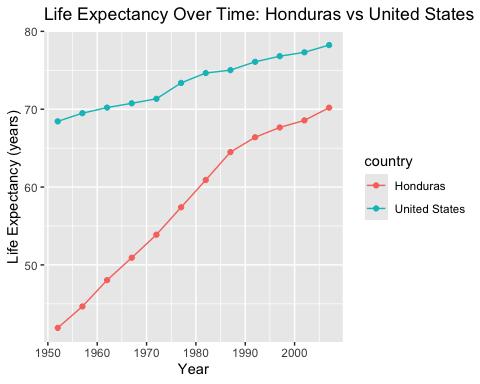 Life Expectancy Over Time: Honduras vs United States
80
70
60
50
Life Expectancy (years)
1950 1960 1970 1980 1990 2000
Year
country
Honduras
United States